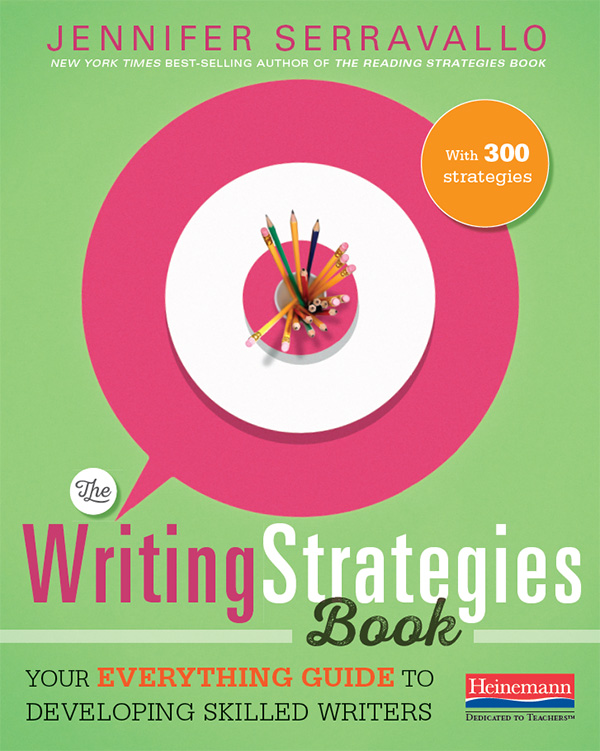 JENNIFER SERRAVALLO
NEW YORK TIMES BEST-SELLING AUTHOR OF THE READING STRATEGIES BOOK
With 300
strategies
The
Writing Strategies
Book
YOUR EVERYTHING GUIDE TO
DEVELOPING SKILLED WRITERS
Heinemann
DEDICATED TO TEACHERS™